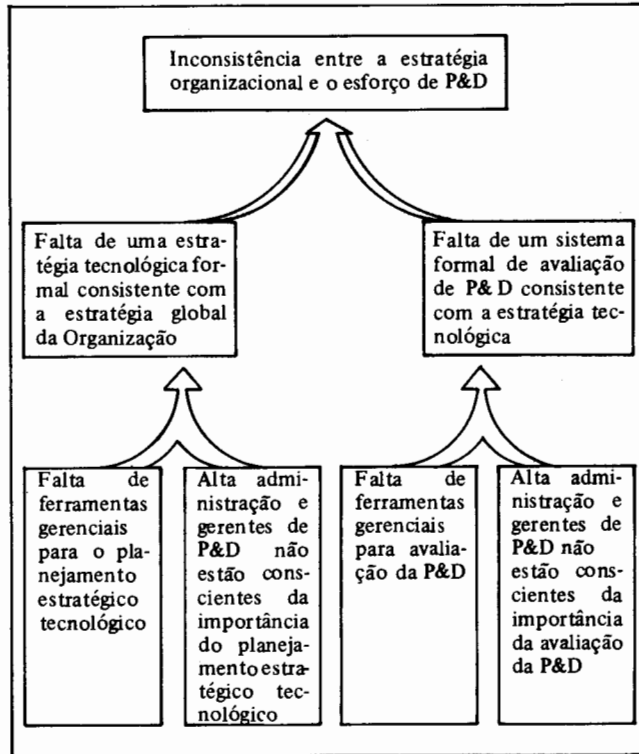 Inconsistência entre a estratégia
organizacional e o esforço de P&D
Falta de uma estra-
tégia tecnológica for-
mal consistente com
a estratégia global
da Organização
Falta de um sistema
formal de avaliação
de P& D consistente
com a estratégia tec-
nológica
Falta de
ferramentas
gerenciais
para o pla-
nejamento
estratégico
tecnológico
Alta admi-
nistração e
gerentes de
P&D não
estão cons-
cientes da
importância
do planeja-
mento estra-
tégico tec-
nológico
Falta de
ferramentas
gerenciais
para avalia-
ção da P&D
Alta admi-
nistração e
gerentes de
P&D não
estão cons-
cientes da
importância
da avaliação
da P&D